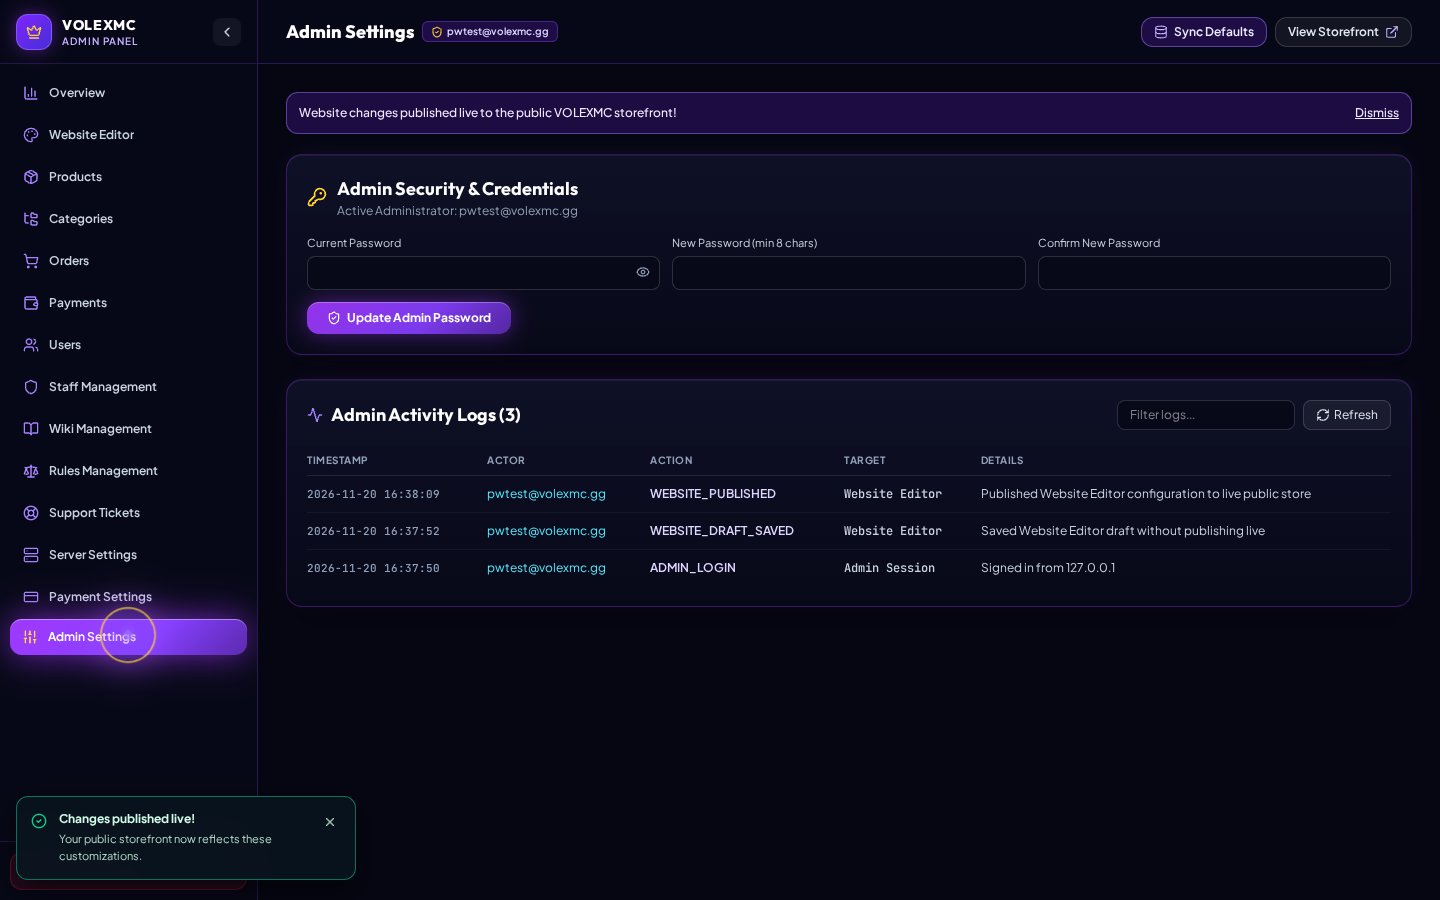 VOLEXMC
ADMIN PANEL
Overview
Website Editor
Products
Categories
Orders
Payments
Users
Staff Management
Wiki Management
Rules Management
Support Tickets
Server Settings
Payment Settings
Admin Settings
Admin Settings
pwtest@volexmc.gg
Sync Defaults
View Storefront
Website changes published live to the public VOLEXMC storefront!
Dismiss
Admin Security & Credentials
Active Administrator: pwtest@volexmc.gg
Current Password
New Password (min 8 chars)
Confirm New Password
Update Admin Password
Admin Activity Logs (3)
Filter logs...
Refresh
TIMESTAMP ACTOR ACTION TARGET DETAILS
2026-11-20 16:38:09 pwtest@volexmc.gg WEBSITE_PUBLISHED Website Editor Published Website Editor configuration to live public store
2026-11-20 16:37:52 pwtest@volexmc.gg WEBSITE_DRAFT_SAVED Website Editor Saved Website Editor draft without publishing live
2026-11-20 16:37:50 pwtest@volexmc.gg ADMIN_LOGIN Admin Session Signed in from 127.0.0.1
Changes published live!
Your public storefront now reflects these
customizations.